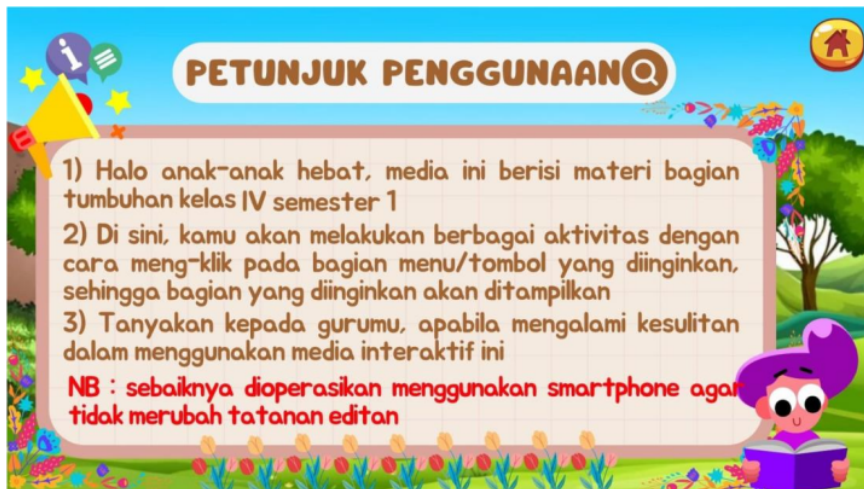 PETUNJUK PENGGUNAAN
1) Halo anak-anak hebat, media ini berisi materi bagian
tumbuhan kelas IV semester 1
2) Di sini, kamu akan melakukan berbagai aktivitas dengan
cara meng-klik pada bagian menu/tombol yang diinginkan,
sehingga bagian yang diinginkan akan ditampilkan
3) Tanyakan kepada gurumu, apabila mengalami kesulitan
dalam menggunakan media interaktif ini
NB : sebaiknya dioperasikan menggunakan smartphone agar
tidak merubah tatanan editan